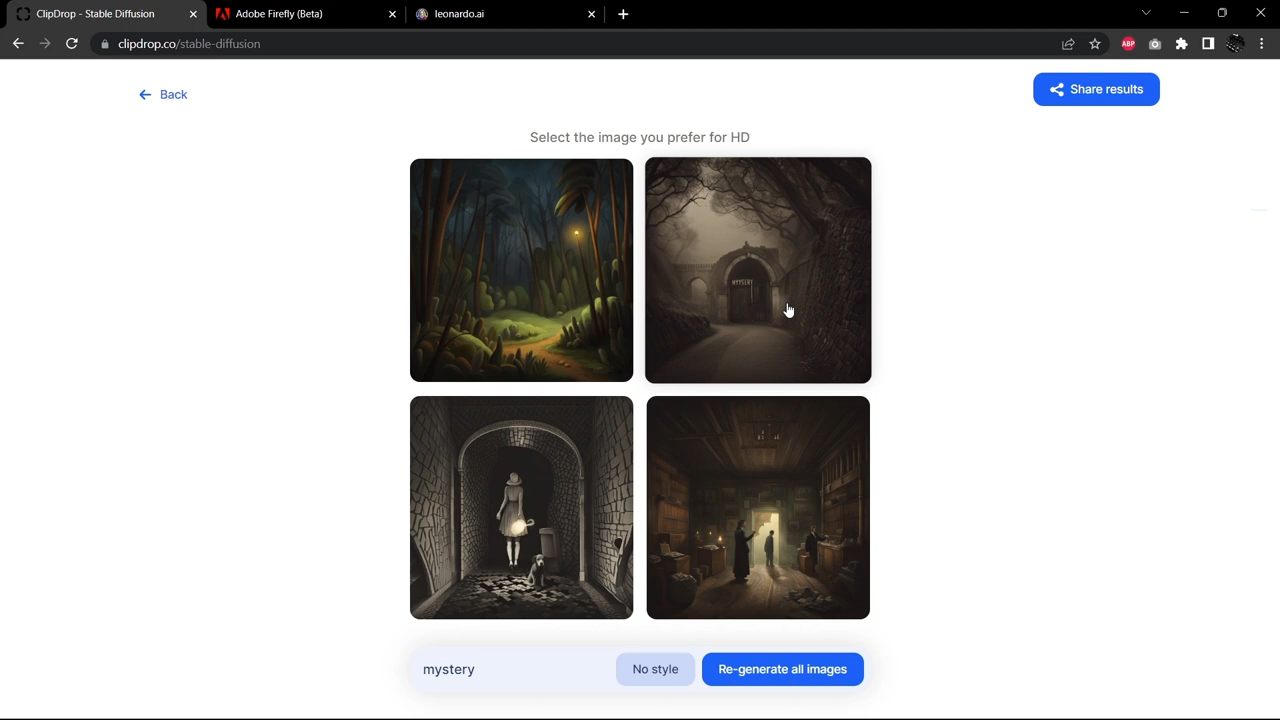 ClipDrop - Stable Diffusion
Adobe Firefly (Beta)
leonardo.ai
clipdrop.co/stable-diffusion
ABP
Back
Share results
Select the image you prefer for HD
mystery
No style
Re-generate all images